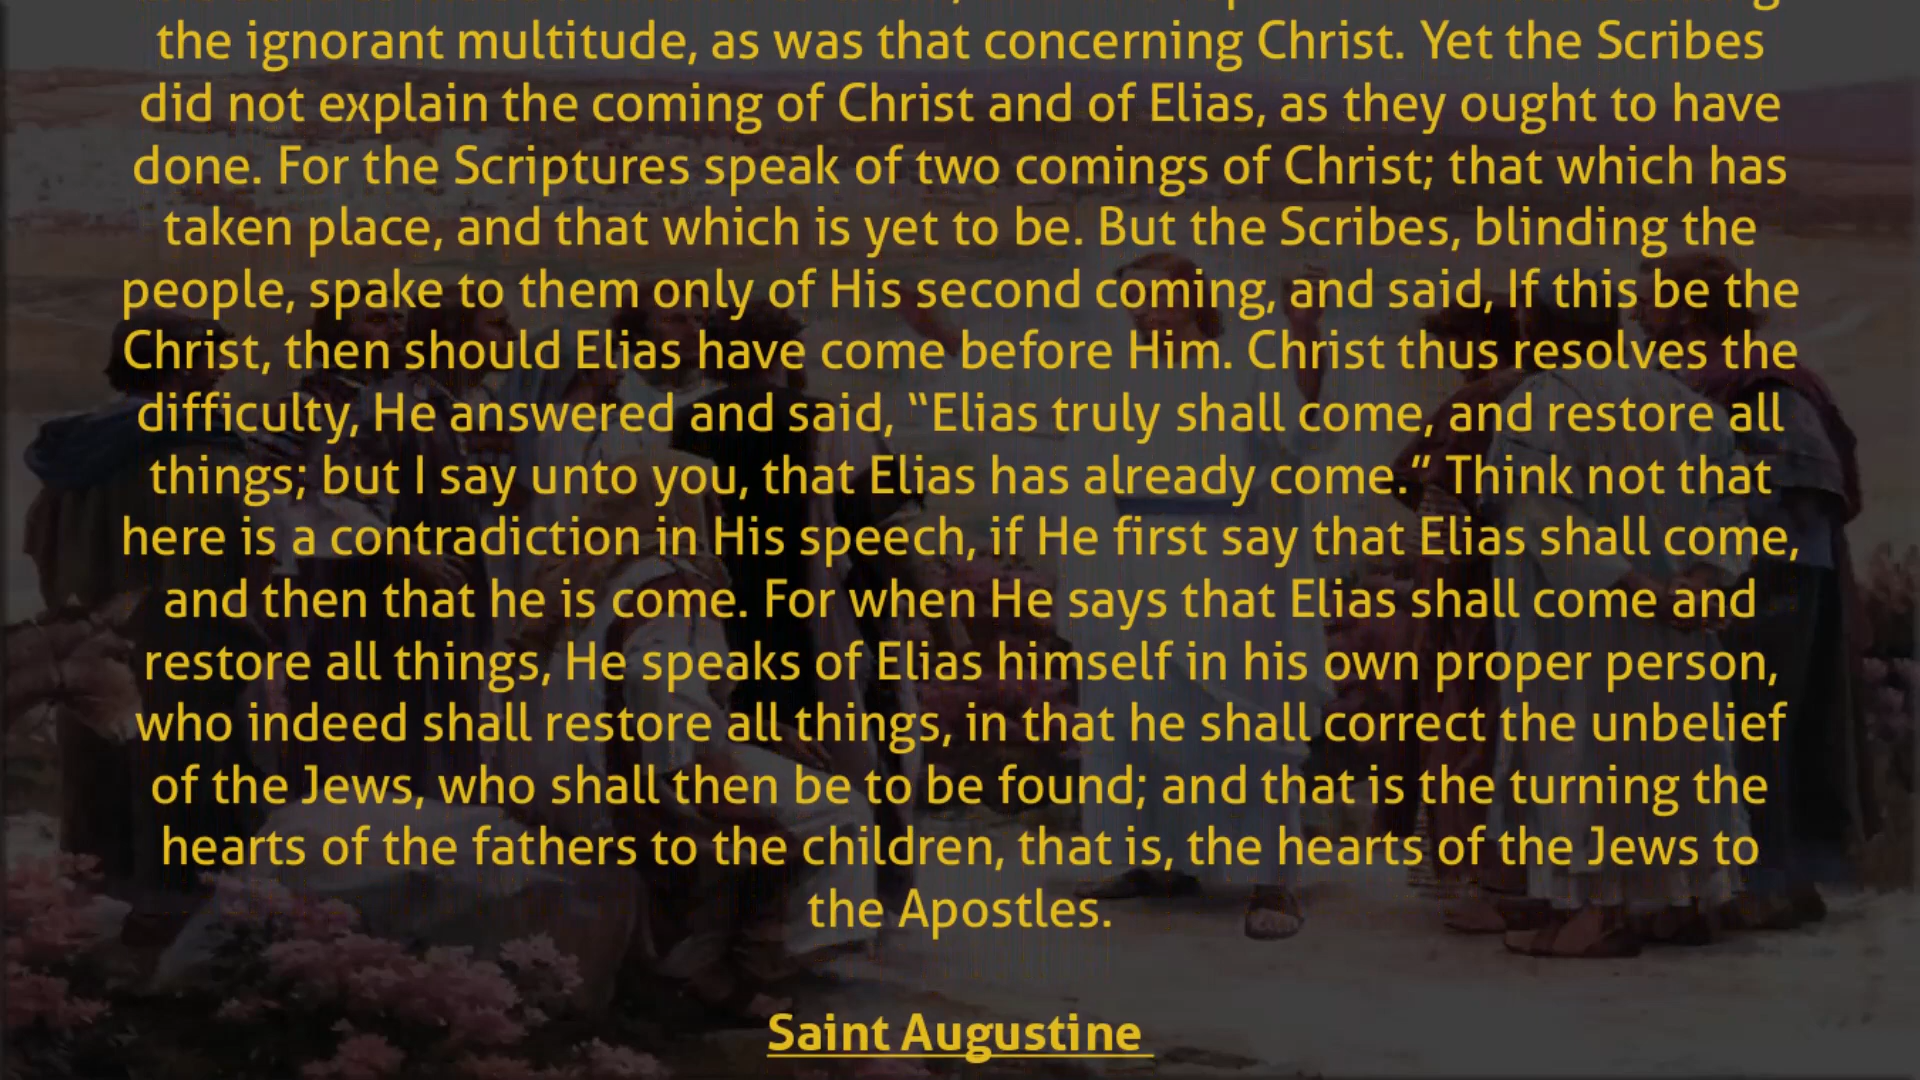 the ignorant multitude, as was that concerning Christ. Yet the Scribes
did not explain the coming of Christ and of Elias, as they ought to have
done. For the Scriptures speak of two comings of Christ; that which has
taken place, and that which is yet to be. But the Scribes, blinding the
people, spake to them only of His second coming, and said, If this be the
Christ, then should Elias have come before Him. Christ thus resolves the
difficulty, He answered and said, “Elias truly shall come, and restore all
things; but I say unto you, that Elias has already come.” Think not that
here is a contradiction in His speech, if He first say that Elias shall come,
and then that he is come. For when He says that Elias shall come and
restore all things, He speaks of Elias himself in his own proper person,
who indeed shall restore all things, in that he shall correct the unbelief
of the Jews, who shall then be to be found; and that is the turning the
hearts of the fathers to the children, that is, the hearts of the Jews to
the Apostles.
Saint Augustine